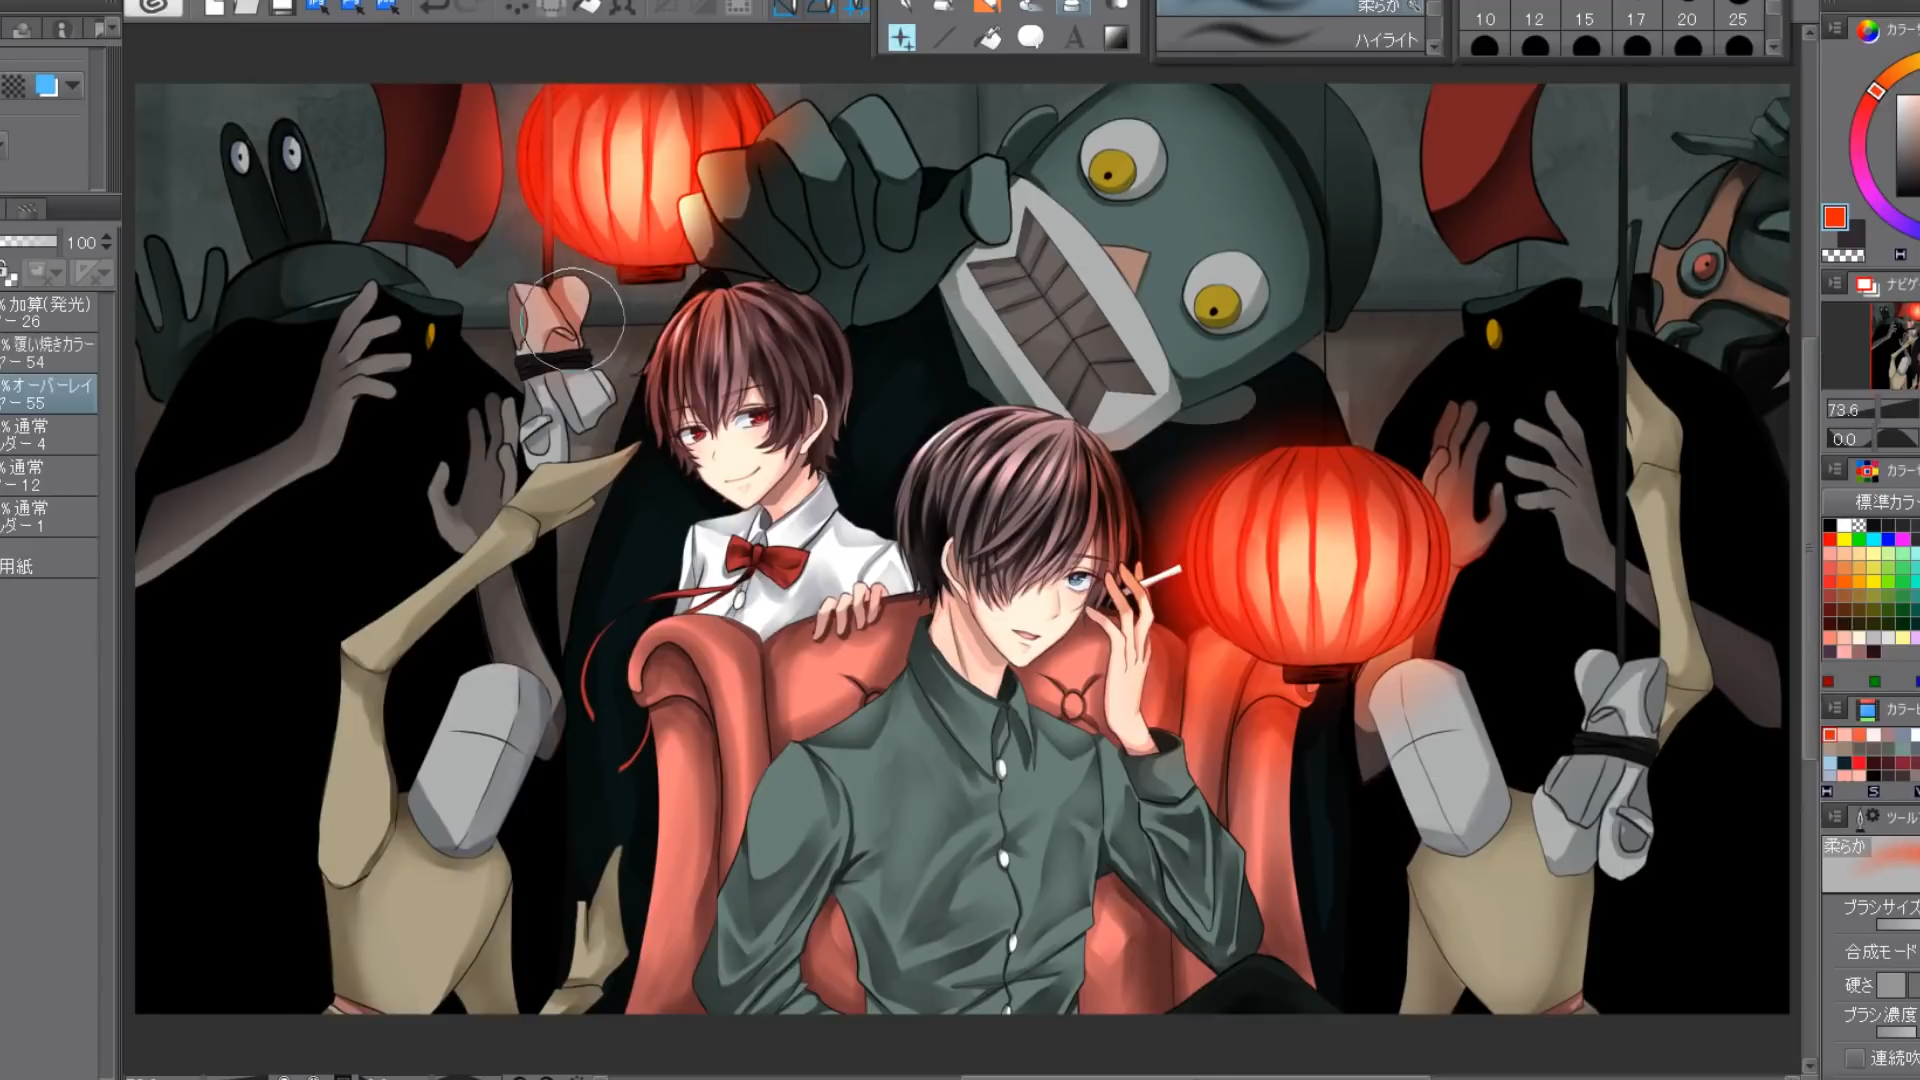 柔らか
ハイライト
10 12 15 17 20 25
A
100
%加算(発光)
ー 26
%覆い焼きカラー
ー 54
%オーバーレイ
ー 55
%通常
ルダー 4
%通常
ー 12
%通常
ルダー 1
用紙
カラー
ナビゲ
73.6
0.0
カラー
標準カラ
カラーヒ
H S V
ツール
柔らか
ブラシサイズ
合成モード
硬さ
ブラシ濃度
連続吹